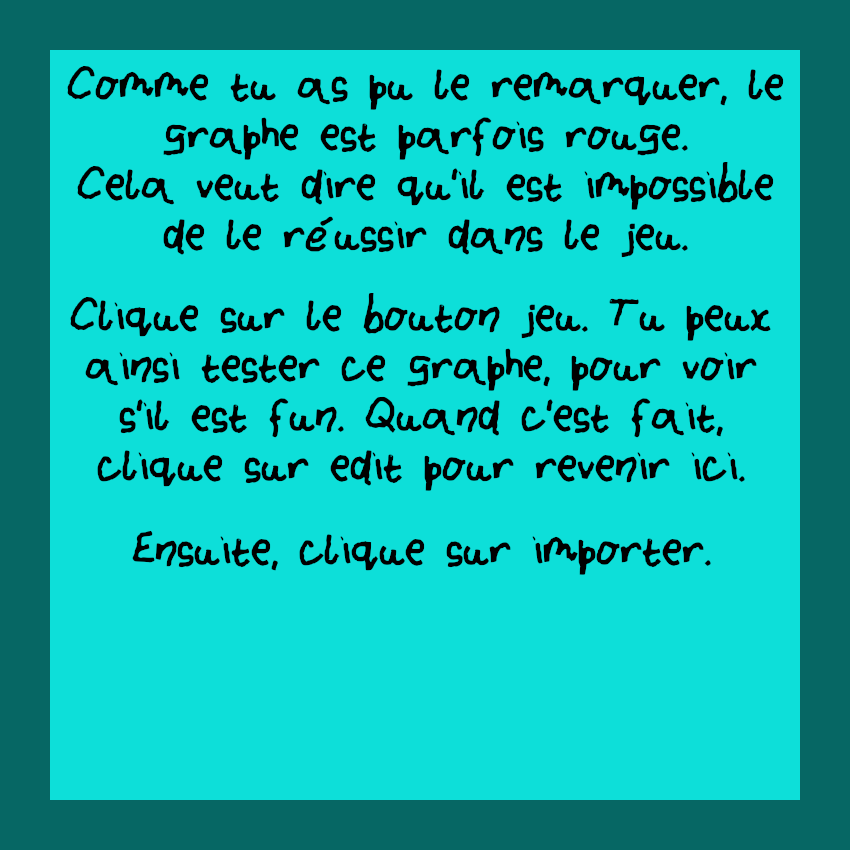 Comme tu as pu le remarquer, le
graphe est parfois rouge.
Cela veut dire qu'il est impossible
de le réussir dans le jeu.
Clique sur le bouton jeu. Tu peux
ainsi tester ce graphe, pour voir
s'il est fun. Quand c'est fait,
clique sur edit pour revenir ici.
Ensuite, clique sur importer.